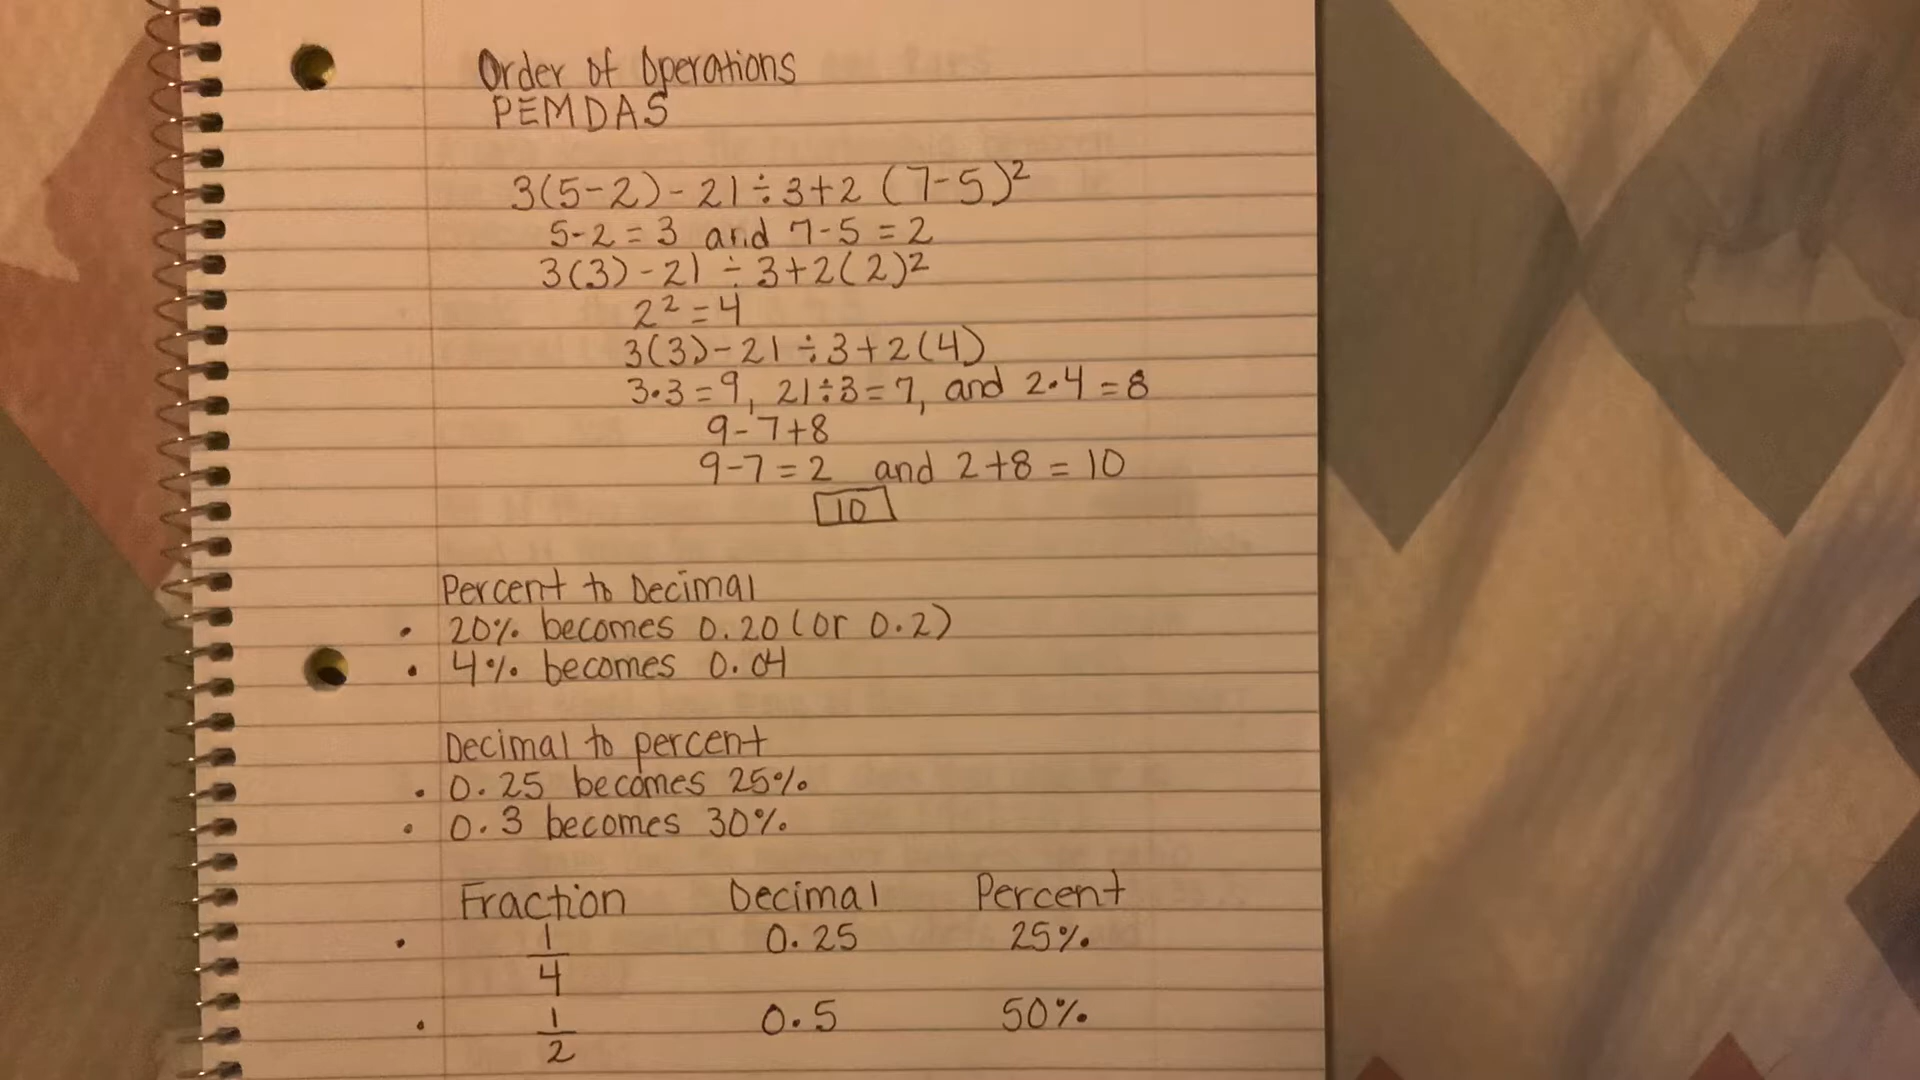 Order of Operations
PEMDAS
3(5-2)-21÷3+2(7-5)²
5-2=3 and 7-5=2
3(3)-21÷3+2(2)²
2²=4
3(3)-21÷3+2(4)
3•3=9, 21÷3=7, and 2•4=8
9-7+8
9-7=2 and 2+8=10
10
Percent to Decimal
• 20% becomes 0.20 (or 0.2)
• 4% becomes 0.04
Decimal to percent
• 0.25 becomes 25%
• 0.3 becomes 30%
Fraction Decimal Percent
• 1/4 0.25 25%
• 1/2 0.5 50%